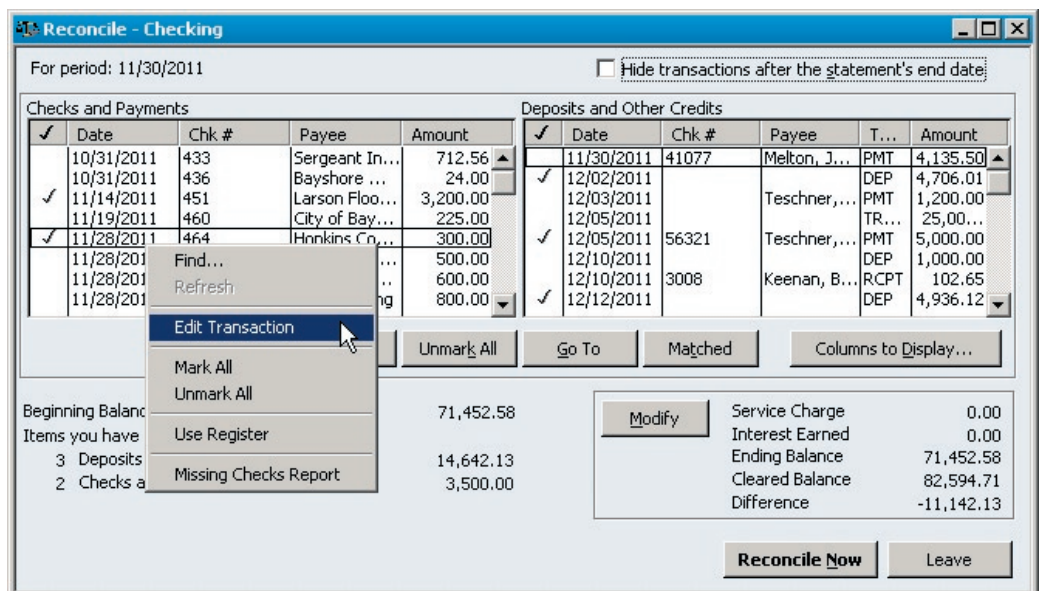 Reconcile - Checking
For period: 11/30/2011
Hide transactions after the statement's end date
Checks and Payments
✓ Date Chk # Payee Amount
10/31/2011 433 Sergeant In... 712.56
10/31/2011 436 Bayshore ... 24.00
✓ 11/14/2011 451 Larson Floo... 3,200.00
11/19/2011 460 City of Bay... 225.00
✓ 11/28/2011 464 Hopkins Co... 300.00
11/28/201 ... 500.00
11/28/201 .. 600.00
11/28/201 ng 800.00
Deposits and Other Credits
✓ Date Chk # Payee T... Amount
11/30/2011 41077 Melton, J... PMT 4,135.50
✓ 12/02/2011 DEP 4,706.01
12/03/2011 Teschner,... PMT 1,200.00
12/05/2011 TR... 25,00...
✓ 12/05/2011 56321 Teschner,... PMT 5,000.00
12/10/2011 DEP 1,000.00
12/10/2011 3008 Keenan, B... RCPT 102.65
✓ 12/12/2011 DEP 4,936.12
Find...
Refresh
Edit Transaction
Mark All
Unmark All
Use Register
Missing Checks Report
Unmark All
Go To
Matched
Columns to Display...
Beginning Balanc 71,452.58
Items you have
3 Deposits 14,642.13
2 Checks a 3,500.00
Modify
Service Charge 0.00
Interest Earned 0.00
Ending Balance 71,452.58
Cleared Balance 82,594.71
Difference -11,142.13
Reconcile Now
Leave